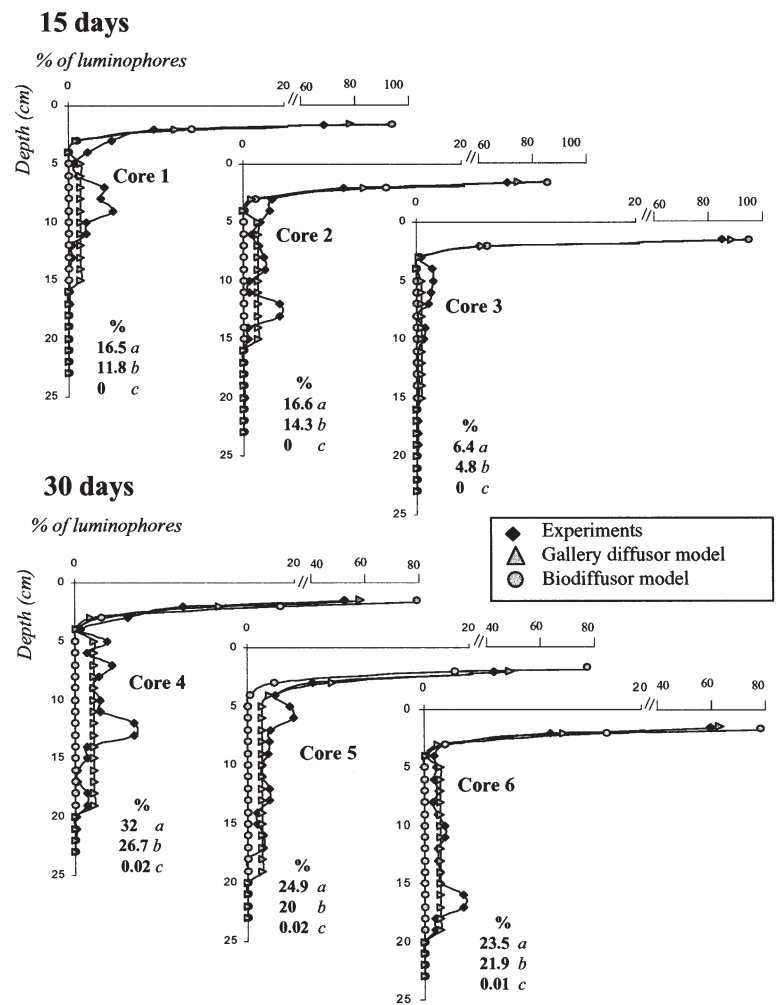 15 days
% of luminophores
0 20 // 60 80 100
Depth (cm)
0
5
10
15
20
25
Core 1
%
16.5 a
11.8 b
0 c
0 20 // 60 80 100
0
5
10
15
20
25
Core 2
%
16.6 a
14.3 b
0 c
0 20 // 60 80 100
0
5
10
15
20
25
Core 3
%
6.4 a
4.8 b
0 c
30 days
% of luminophores
Experiments
Gallery diffusor model
Biodiffusor model
0 20 // 40 60 80
Depth (cm)
0
5
10
15
20
25
Core 4
%
32 a
26.7 b
0.02 c
0 20 // 40 60 80
0
5
10
15
20
25
Core 5
%
24.9 a
20 b
0.02 c
0 20 // 40 60 80
0
5
10
15
20
25
Core 6
%
23.5 a
21.9 b
0.01 c